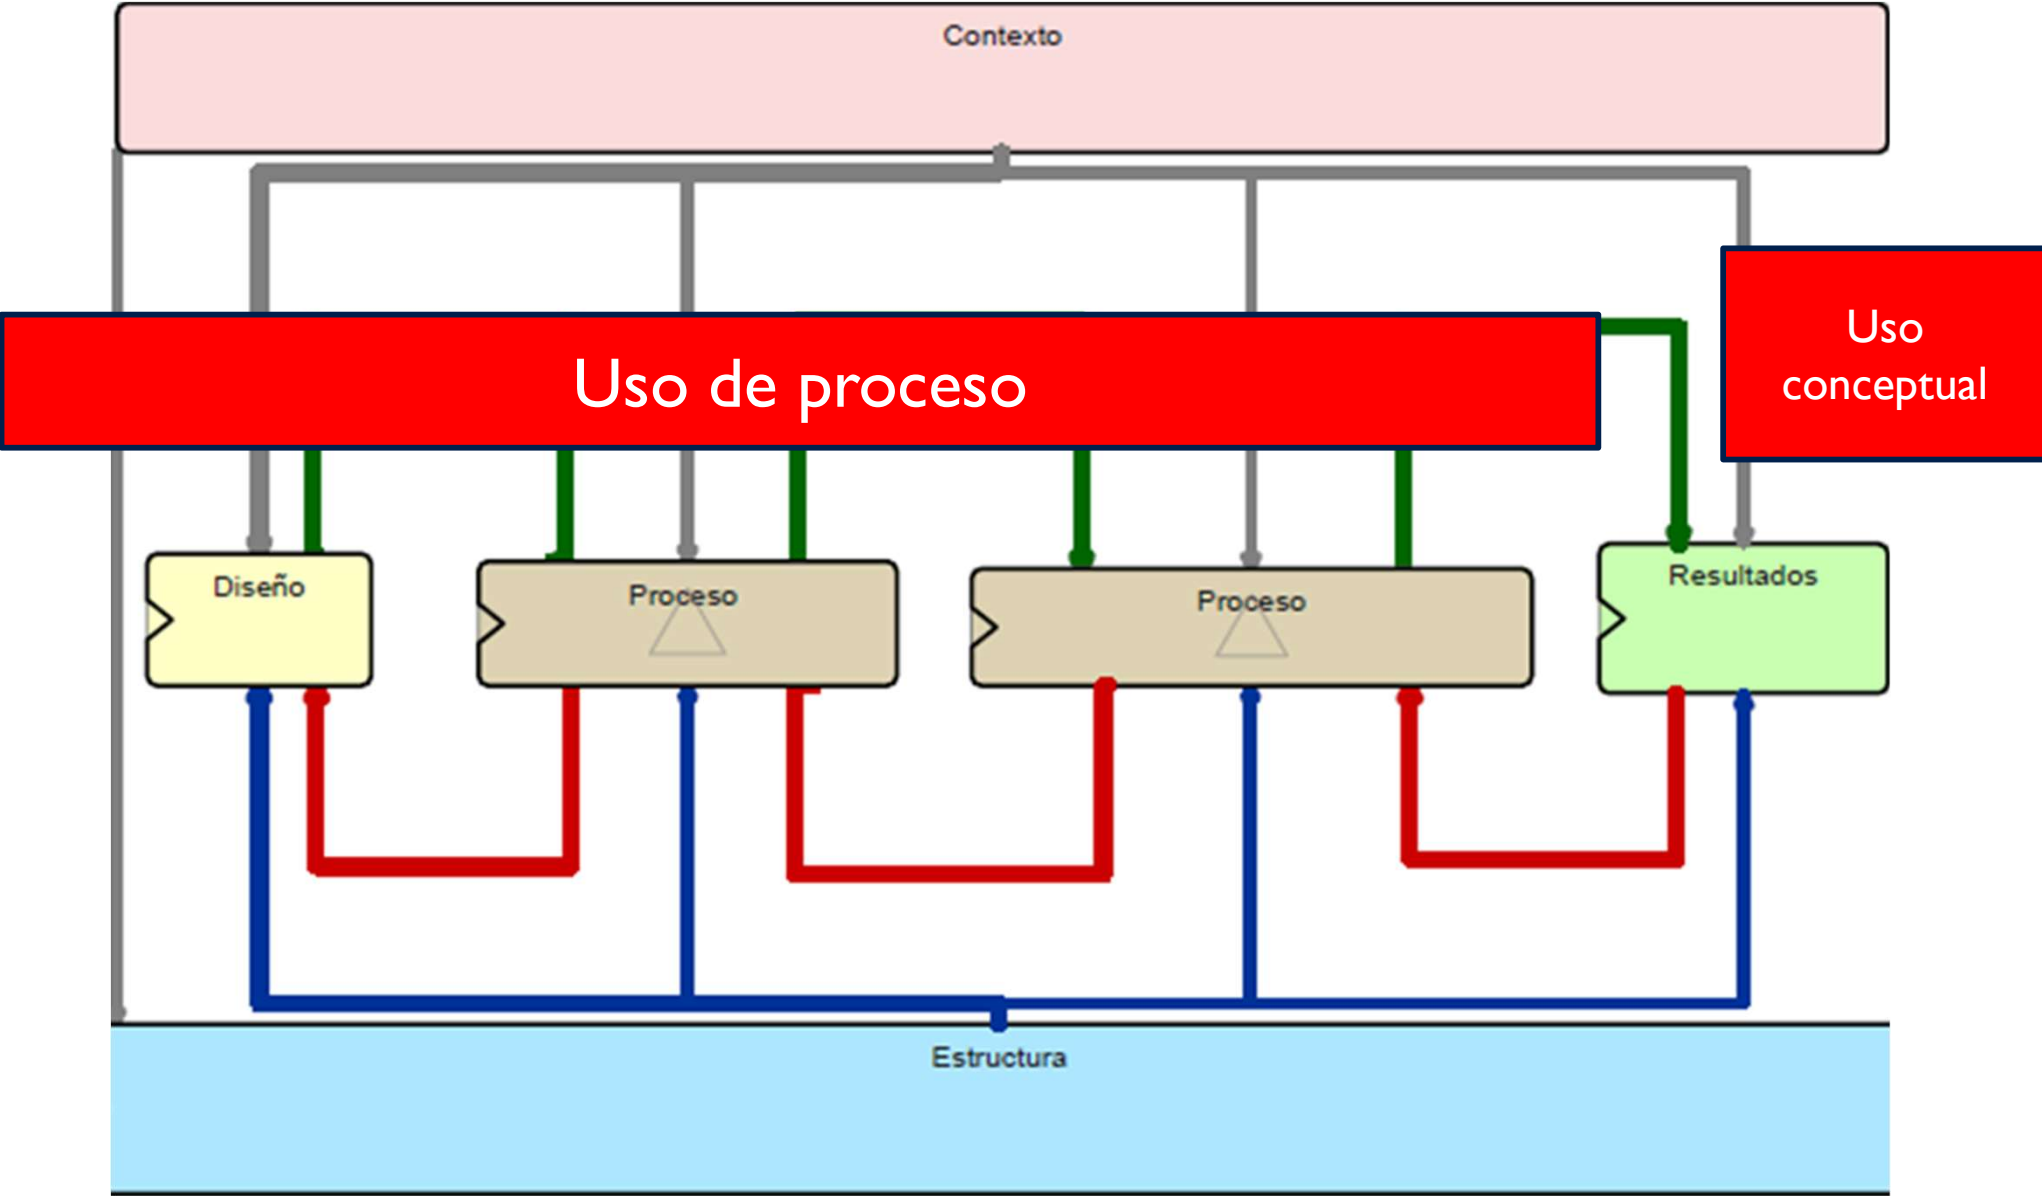 Contexto
Uso de proceso
Uso
conceptual
Diseño
Proceso
Proceso
Resultados
Estructura